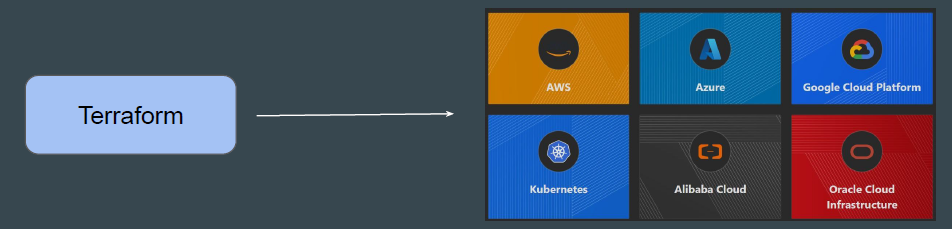 Terraform
AWS
Azure
Google Cloud Platform
Kubernetes
Alibaba Cloud
Oracle Cloud
Infrastructure